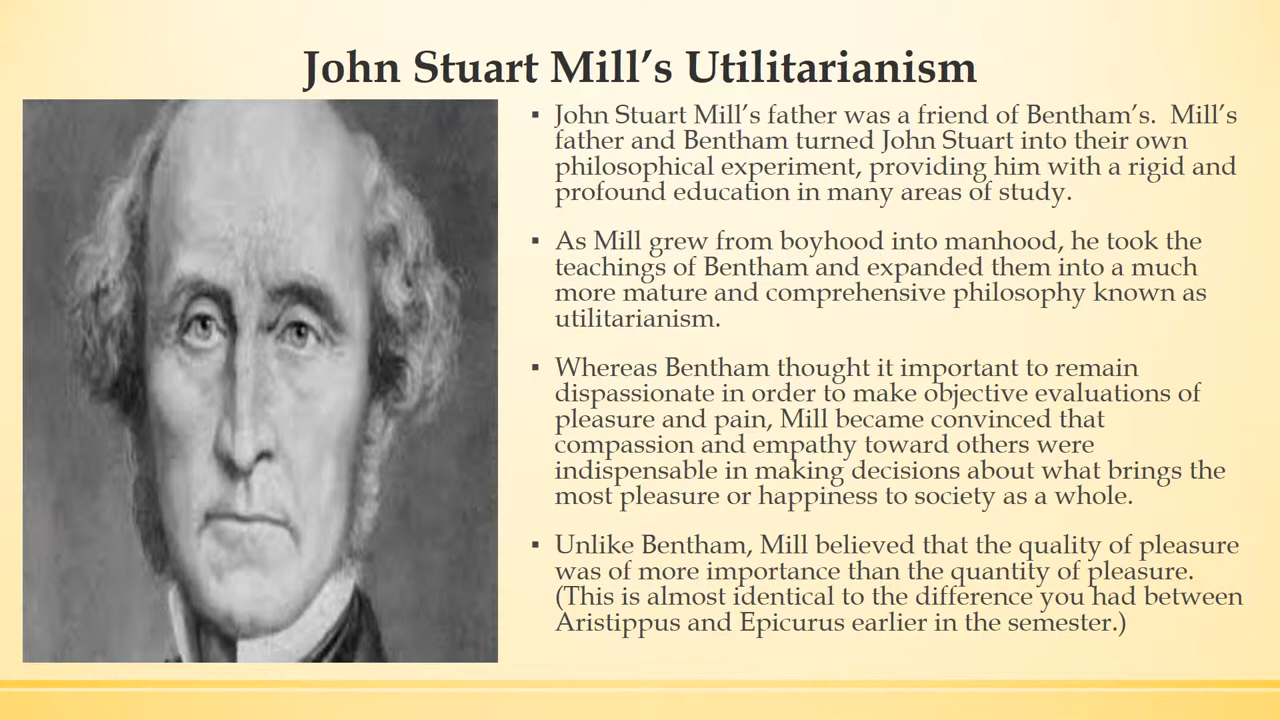 John Stuart Mill’s Utilitarianism
▪ John Stuart Mill’s father was a friend of Bentham’s.  Mill’s
father and Bentham turned John Stuart into their own
philosophical experiment, providing him with a rigid and
profound education in many areas of study.
▪ As Mill grew from boyhood into manhood, he took the
teachings of Bentham and expanded them into a much
more mature and comprehensive philosophy known as
utilitarianism.
▪ Whereas Bentham thought it important to remain
dispassionate in order to make objective evaluations of
pleasure and pain, Mill became convinced that
compassion and empathy toward others were
indispensable in making decisions about what brings the
most pleasure or happiness to society as a whole.
▪ Unlike Bentham, Mill believed that the quality of pleasure
was of more importance than the quantity of pleasure.
(This is almost identical to the difference you had between
Aristippus and Epicurus earlier in the semester.)